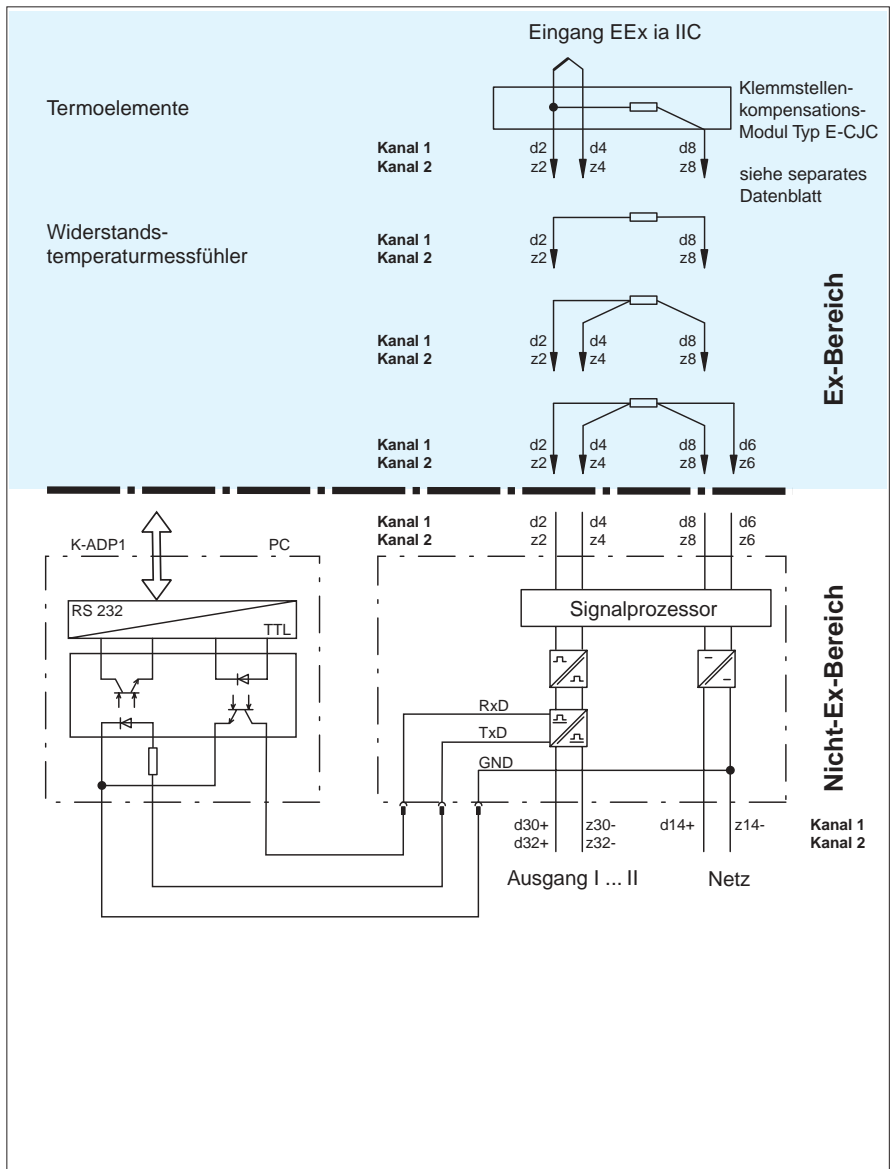 Eingang EEx ia IIC
Termoelemente
Klemmstellen-
kompensations-
Modul Typ E-CJC
siehe separates
Datenblatt
Kanal 1 d2 d4 d8
Kanal 2 z2 z4 z8
Widerstands-
temperaturmessfühler
Kanal 1 d2 d8
Kanal 2 z2 z8
Ex-Bereich
Kanal 1 d2 d4 d8
Kanal 2 z2 z4 z8
Kanal 1 d2 d4 d8 d6
Kanal 2 z2 z4 z8 z6
Kanal 1 d2 d4 d8 d6
Kanal 2 z2 z4 z8 z6
K-ADP1 PC
RS 232
TTL
Signalprozessor
Nicht-Ex-Bereich
RxD
TxD
GND
d30+ z30- d14+ z14- Kanal 1
d32+ z32- Kanal 2
Ausgang I ... II Netz